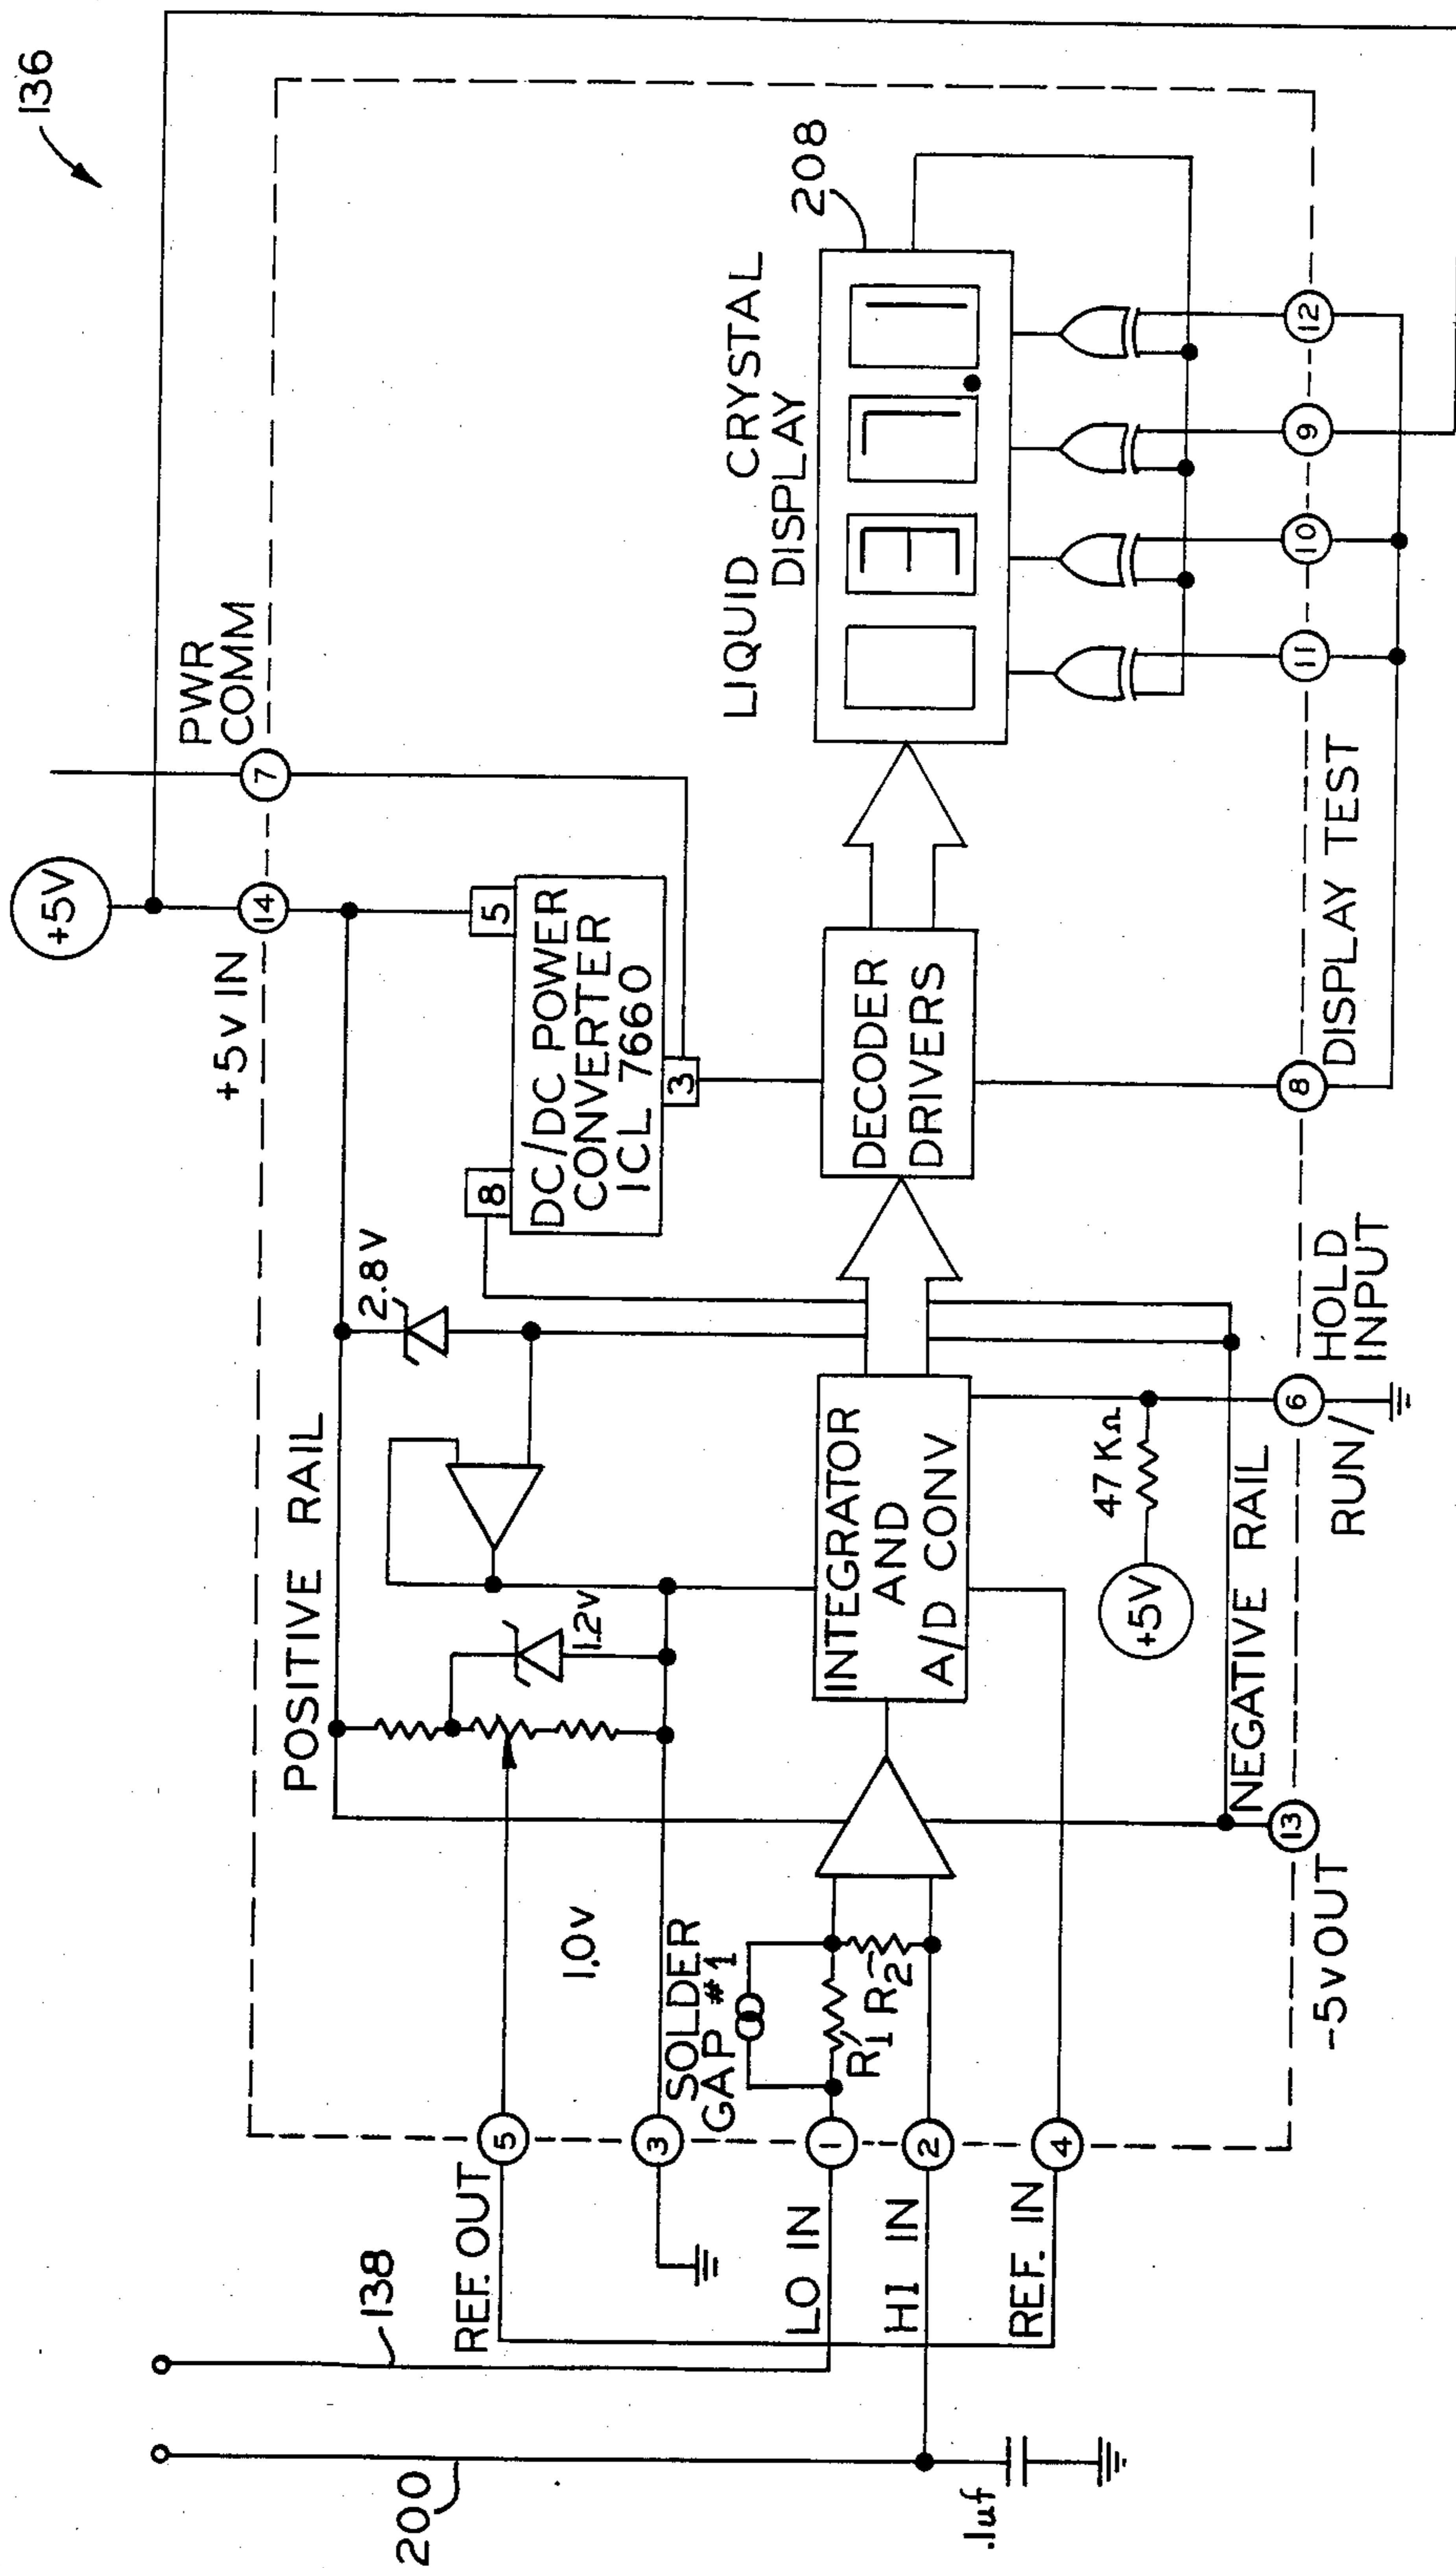 136
+5V
+5V IN
14
PWR
COMM
7
POSITIVE RAIL
2.8V
1.2V
1.0V
8
5
DC/DC POWER
CONVERTER
ICL 7660
3
LIQUID CRYSTAL
DISPLAY
208
371
200
138
REF. OUT
5
3
SOLDER
GAP #1
LO IN
1
R1
R2
HI IN
2
REF. IN
4
.1uf
INTEGRATOR
AND
A/D CONV
DECODER
DRIVERS
47 KΩ
+5V
NEGATIVE RAIL
-5V OUT
13
RUN/
HOLD
INPUT
6
8
DISPLAY TEST
11
10
9
12